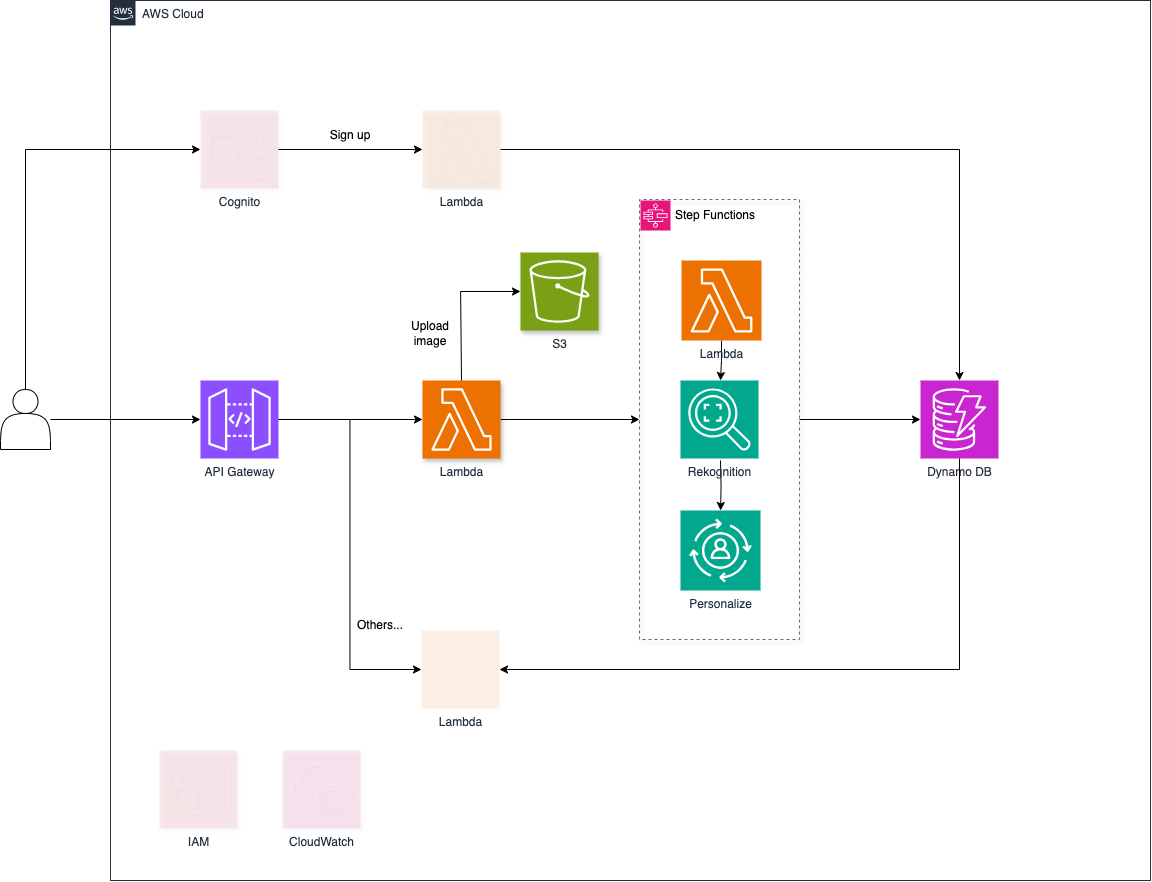 aws
AWS Cloud
Sign up
Cognito
Lambda
Step Functions
Upload
image
S3
Lambda
</>
API Gateway
Lambda
Rekognition
Dynamo DB
Personalize
Others...
Lambda
IAM
CloudWatch